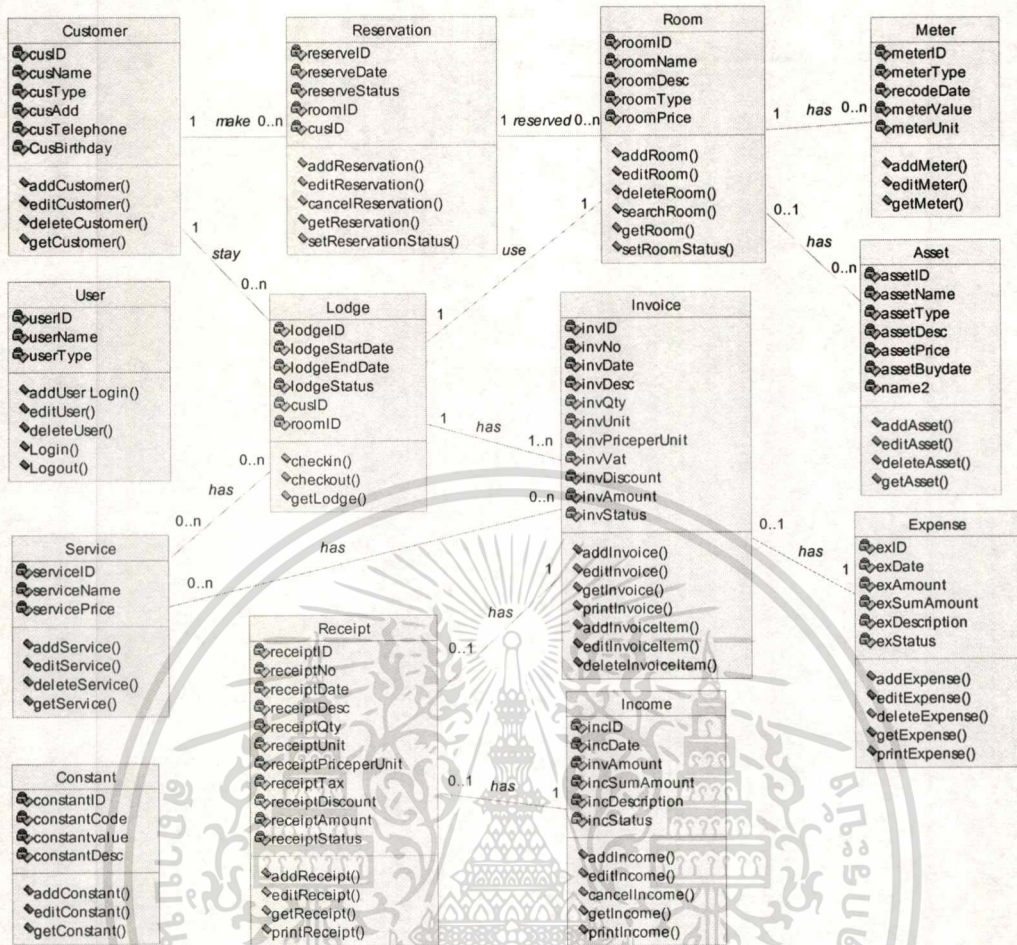 Customer
cusID
cusName
cusType
cusAdd
cusTelephone
CusBirthday
addCustomer()
editCustomer()
deleteCustomer()
getCustomer()
1 make 0..n
Reservation
reserveID
reserveDate
reserveStatus
roomID
cusID
addReservation()
editReservation()
cancelReservation()
getReservation()
setReservationStatus()
1 reserved 0..n
Room
roomID
roomName
roomDesc
roomType
roomPrice
addRoom()
editRoom()
deleteRoom()
searchRoom()
getRoom()
setRoomStatus()
1 has 0..n
Meter
meterID
meterType
recodeDate
meterValue
meterUnit
addMeter()
editMeter()
getMeter()
1
stay
0..n
1
use
1
0..1
has
0..n
User
userID
userName
userType
addUser Login()
editUser()
deleteUser()
Login()
Logout()
Lodge
lodgeID
lodgeStartDate
lodgeEndDate
lodgeStatus
cusID
roomID
checkin()
checkout()
getLodge()
1 has 1..n
Invoice
invID
invNo
invDate
invDesc
invQty
invUnit
invPriceperUnit
invVat
invDiscount
invAmount
invStatus
addInvoice()
editInvoice()
getInvoice()
printInvoice()
addInvoiceItem()
editInvoiceItem()
deleteInvoiceItem()
Asset
assetID
assetName
assetType
assetDesc
assetPrice
assetBuydate
name2
addAsset()
editAsset()
deleteAsset()
getAsset()
0..n
has
0..n
0..n
has
0..n
0..1
has
1
Service
serviceID
serviceName
servicePrice
addService()
editService()
deleteService()
getService()
Expense
exID
exDate
exAmount
exSumAmount
exDescription
exStatus
addExpense()
editExpense()
deleteExpense()
getExpense()
printExpense()
1
has
0..1
Receipt
receiptID
receiptNo
receiptDate
receiptDesc
receiptQty
receiptUnit
receiptPriceperUnit
receiptTax
receiptDiscount
receiptAmount
receiptStatus
addReceipt()
editReceipt()
getReceipt()
printReceipt()
0..1 has 1
Income
incID
incDate
invAmount
incSumAmount
incDescription
incStatus
addIncome()
editIncome()
cancelIncome()
getIncome()
printIncome()
Constant
constantID
constantCode
constantvalue
constantDesc
addConstant()
editConstant()
getConstant()